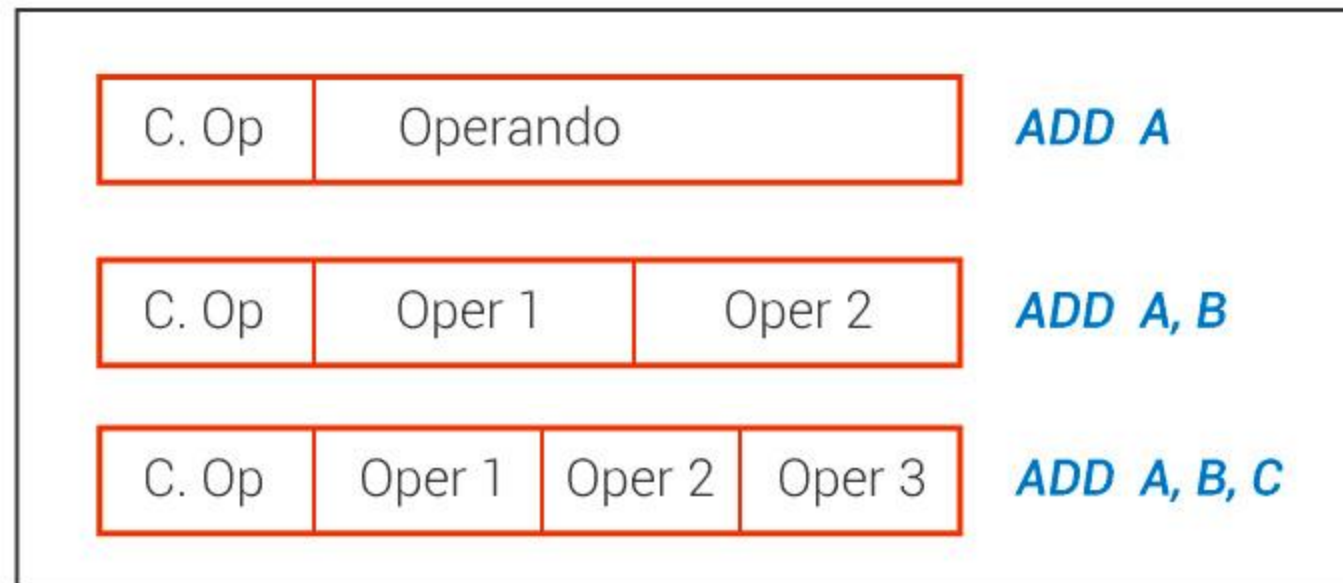 C. Op Operando ADD A
C. Op Oper 1 Oper 2 ADD A, B
C. Op Oper 1 Oper 2 Oper 3 ADD A, B, C